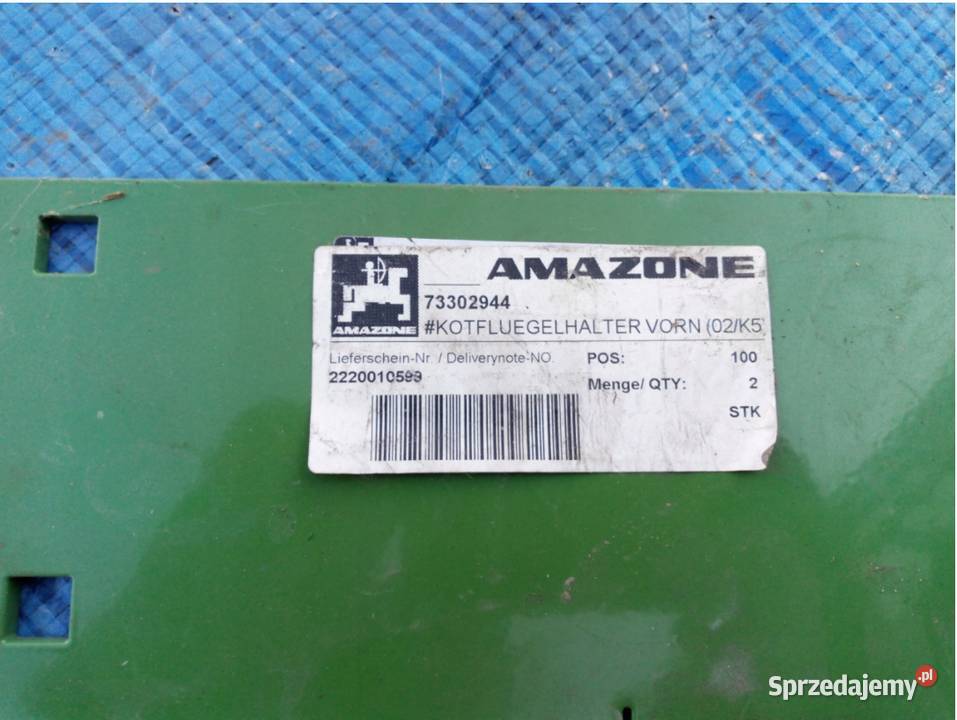 AMAZONE
73302944
AMAZONE
#KOTFLUEGELHALTER VORN (02/K5
Lieferschein-Nr. / Deliverynote-NO.
POS: 100
2220010593
Menge/ QTY: 2
STK
Sprzedajemy.pl